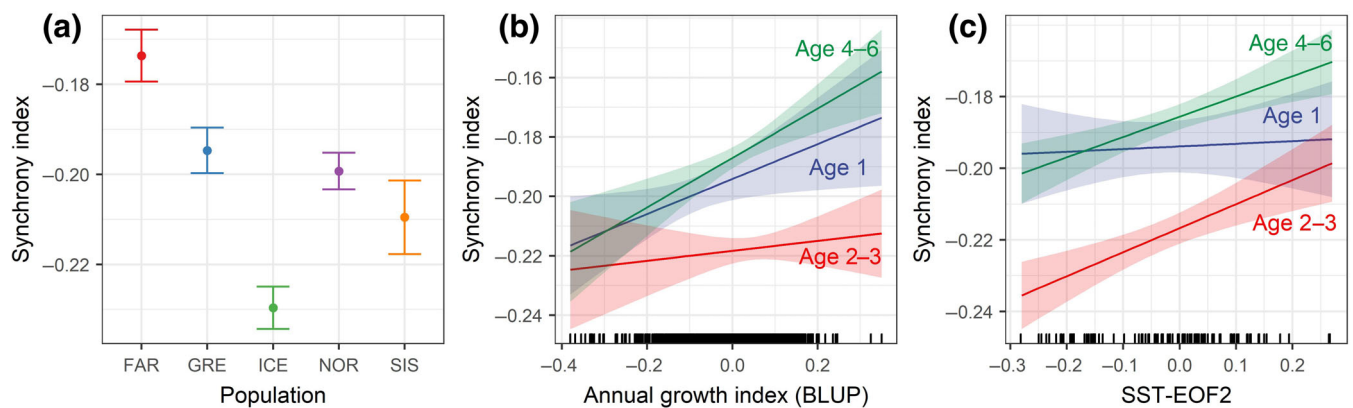 (a)
Synchrony index
−0.18
−0.20
−0.22
FAR GRE ICE NOR SIS
Population
(b)
Synchrony index
−0.16
−0.18
−0.20
−0.22
−0.24
Age 4–6
Age 1
Age 2–3
−0.4 −0.2 0.0 0.2
Annual growth index (BLUP)
(c)
Synchrony index
−0.18
−0.20
−0.22
−0.24
Age 4–6
Age 1
Age 2–3
−0.3 −0.2 −0.1 0.0 0.1 0.2
SST-EOF2